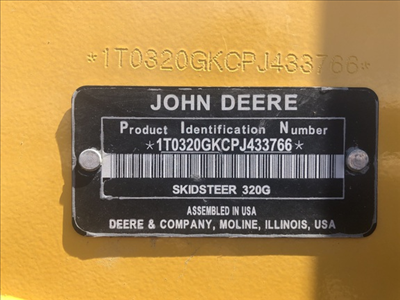 *1T0320GKCPJ433766*
JOHN DEERE
Product Identification Number
*1T0320GKCPJ433766*
SKIDSTEER 320G
ASSEMBLED IN USA
DEERE & COMPANY, MOLINE, ILLINOIS, USA